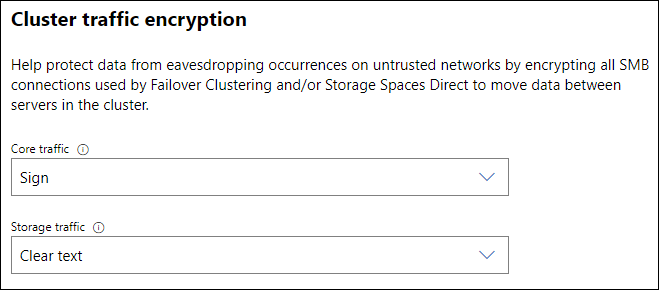 Cluster traffic encryption
Help protect data from eavesdropping occurrences on untrusted networks by encrypting all SMB
connections used by Failover Clustering and/or Storage Spaces Direct to move data between
servers in the cluster.
Core traffic
Sign
Storage traffic
Clear text